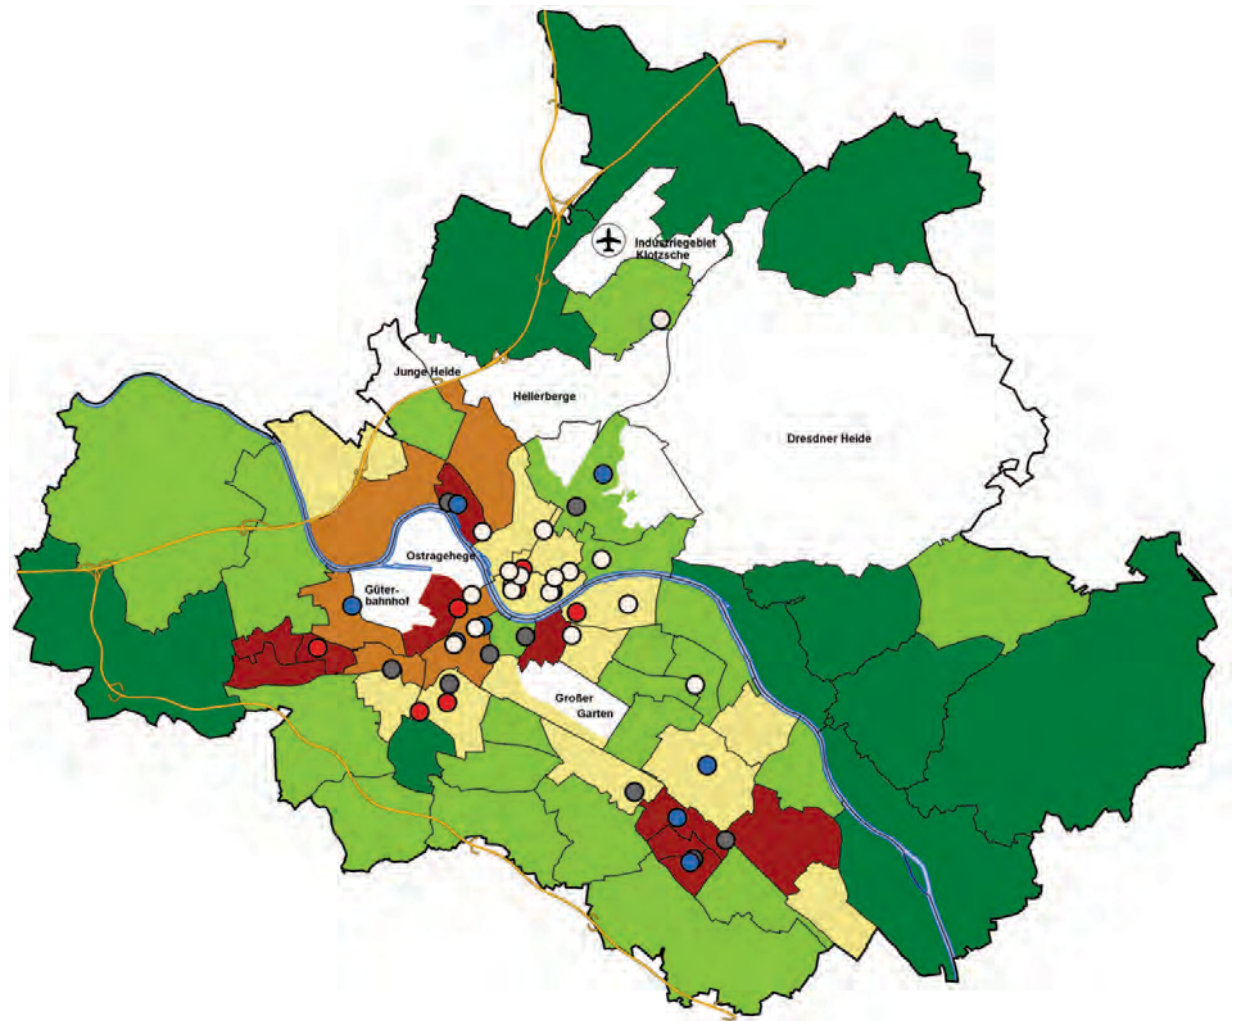 Industriegebiet
Klotzsche
Junge Heide
Hellerberge
Dresdner Heide
Ostragehege
Güter-
bahnhof
Großer
Garten